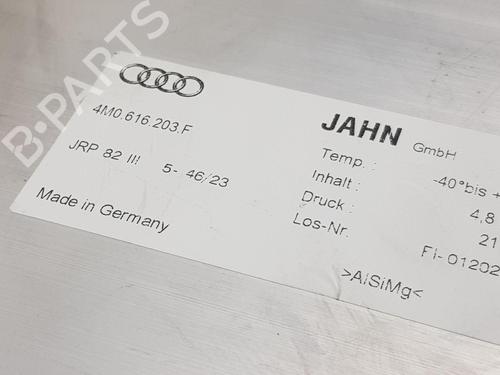 B-PARTS
4M0.616.203.F
JRP 82 III 5- 46/23
Made in Germany
JAHN GmbH
Temp.: -40°bis +
Inhalt : 4,8
Druck : 21
Los-Nr. FI- 01202
>AlSiMg<